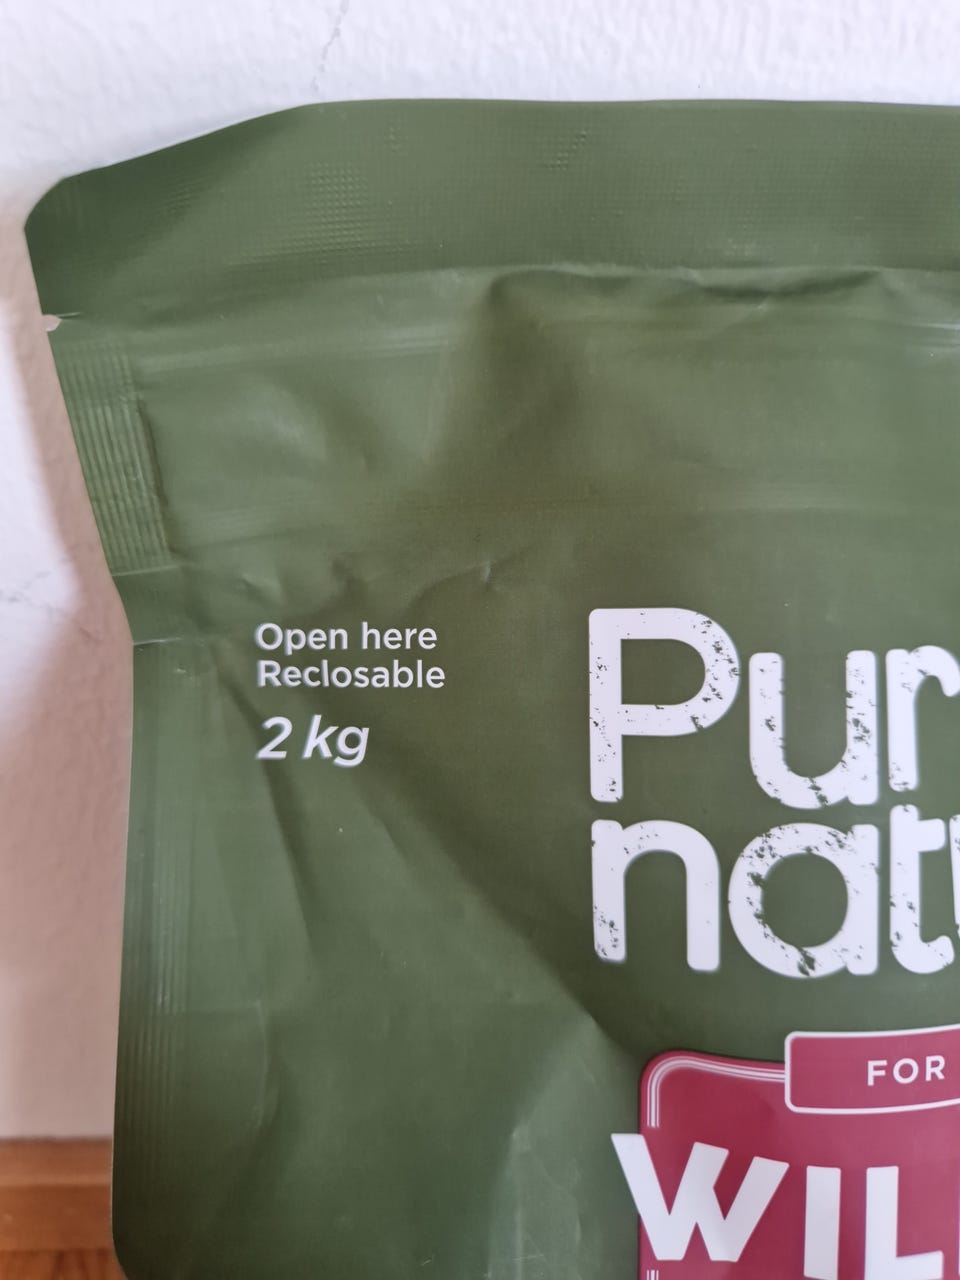 Open here
Reclosable
2 kg
Pur
nat
FOR
WIL